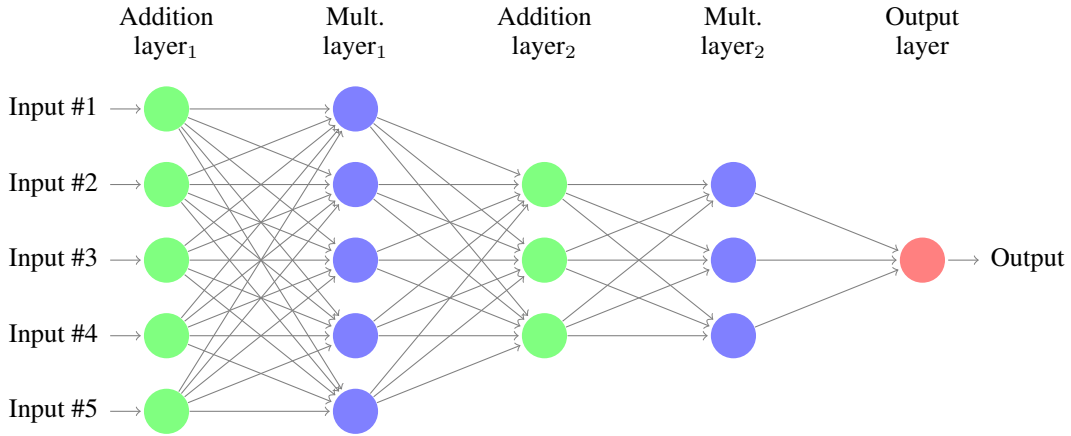 Addition
layer₁
Mult.
layer₁
Addition
layer₂
Mult.
layer₂
Output
layer
Input #1
Input #2
Input #3
Input #4
Input #5
Output